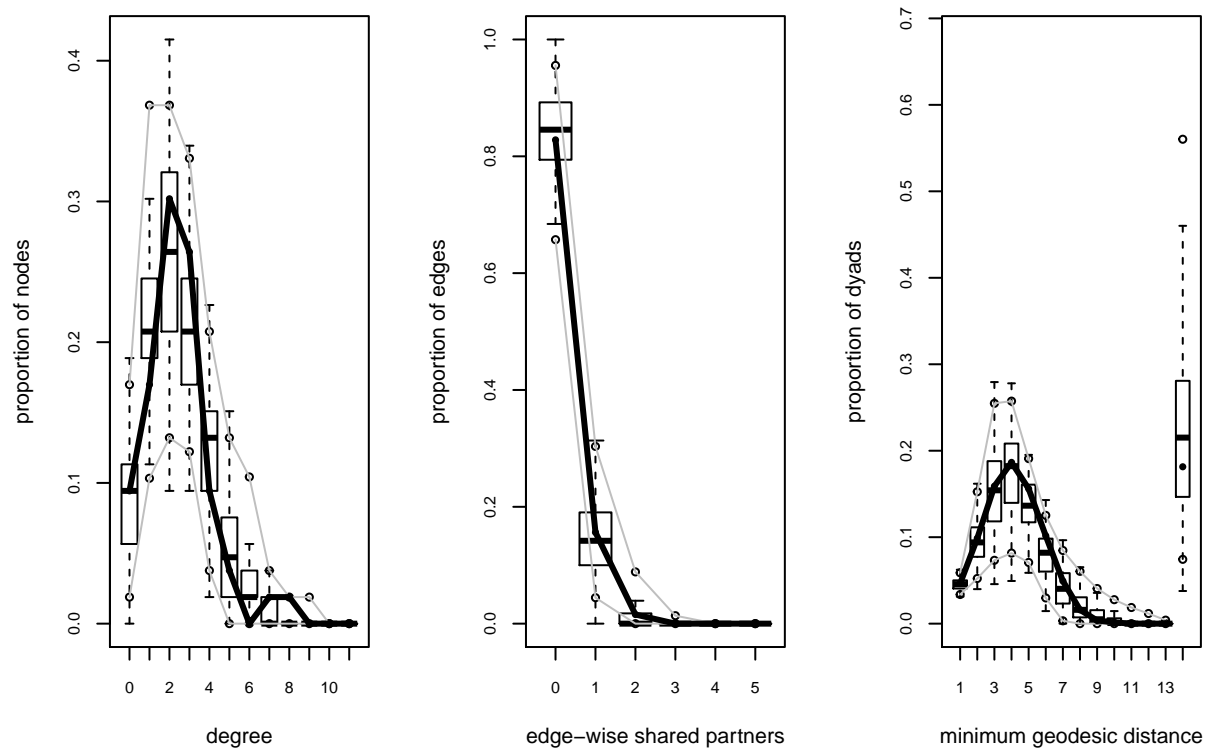 0.0 0.1 0.2 0.3 0.4
proportion of nodes
0 2 4 6 8 10
degree
0.0 0.2 0.4 0.6 0.8 1.0
proportion of edges
0 1 2 3 4 5
edge−wise shared partners
0.0 0.1 0.2 0.3 0.4 0.5 0.6 0.7
proportion of dyads
1 3 5 7 9 11 13
minimum geodesic distance